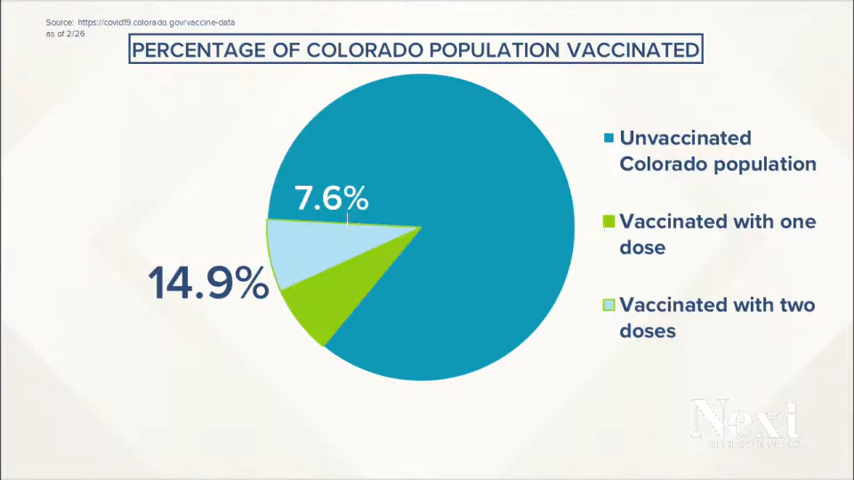 Source: https://covid19.colorado.gov/vaccine-data
as of 2/26
PERCENTAGE OF COLORADO POPULATION VACCINATED
7.6%
14.9%
Unvaccinated
Colorado population
Vaccinated with one
dose
Vaccinated with two
doses
Next